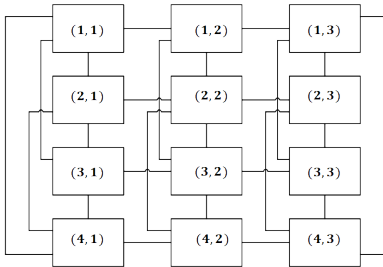 (1, 1) (1, 2) (1, 3)
(2, 1) (2, 2) (2, 3)
(3, 1) (3, 2) (3, 3)
(4, 1) (4, 2) (4, 3)